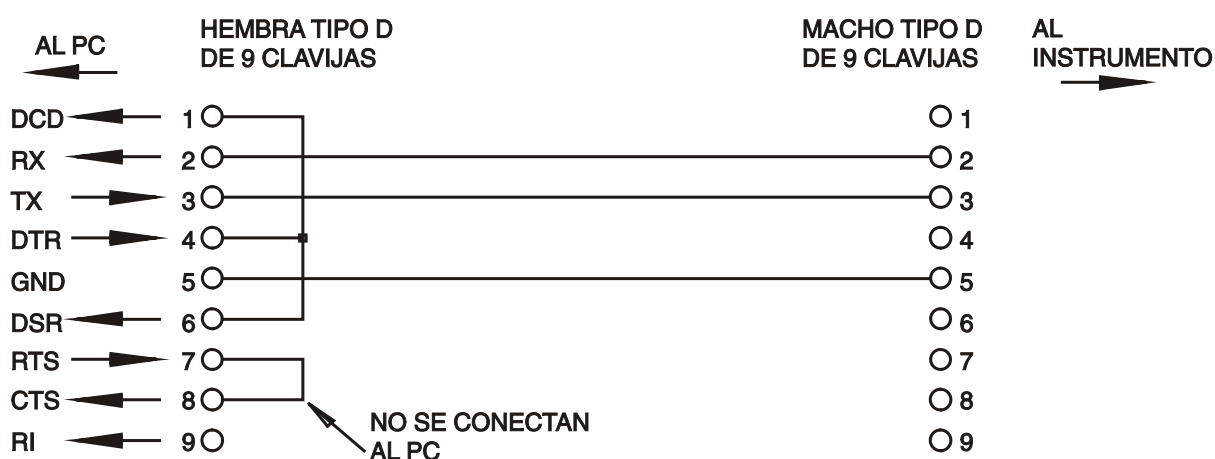 AL PC
HEMBRA TIPO D
DE 9 CLAVIJAS
MACHO TIPO D
DE 9 CLAVIJAS
AL
INSTRUMENTO
DCD 1 1
RX 2 2
TX 3 3
DTR 4 4
GND 5 5
DSR 6 6
RTS 7 7
CTS 8 8
RI 9 9
NO SE CONECTAN
AL PC